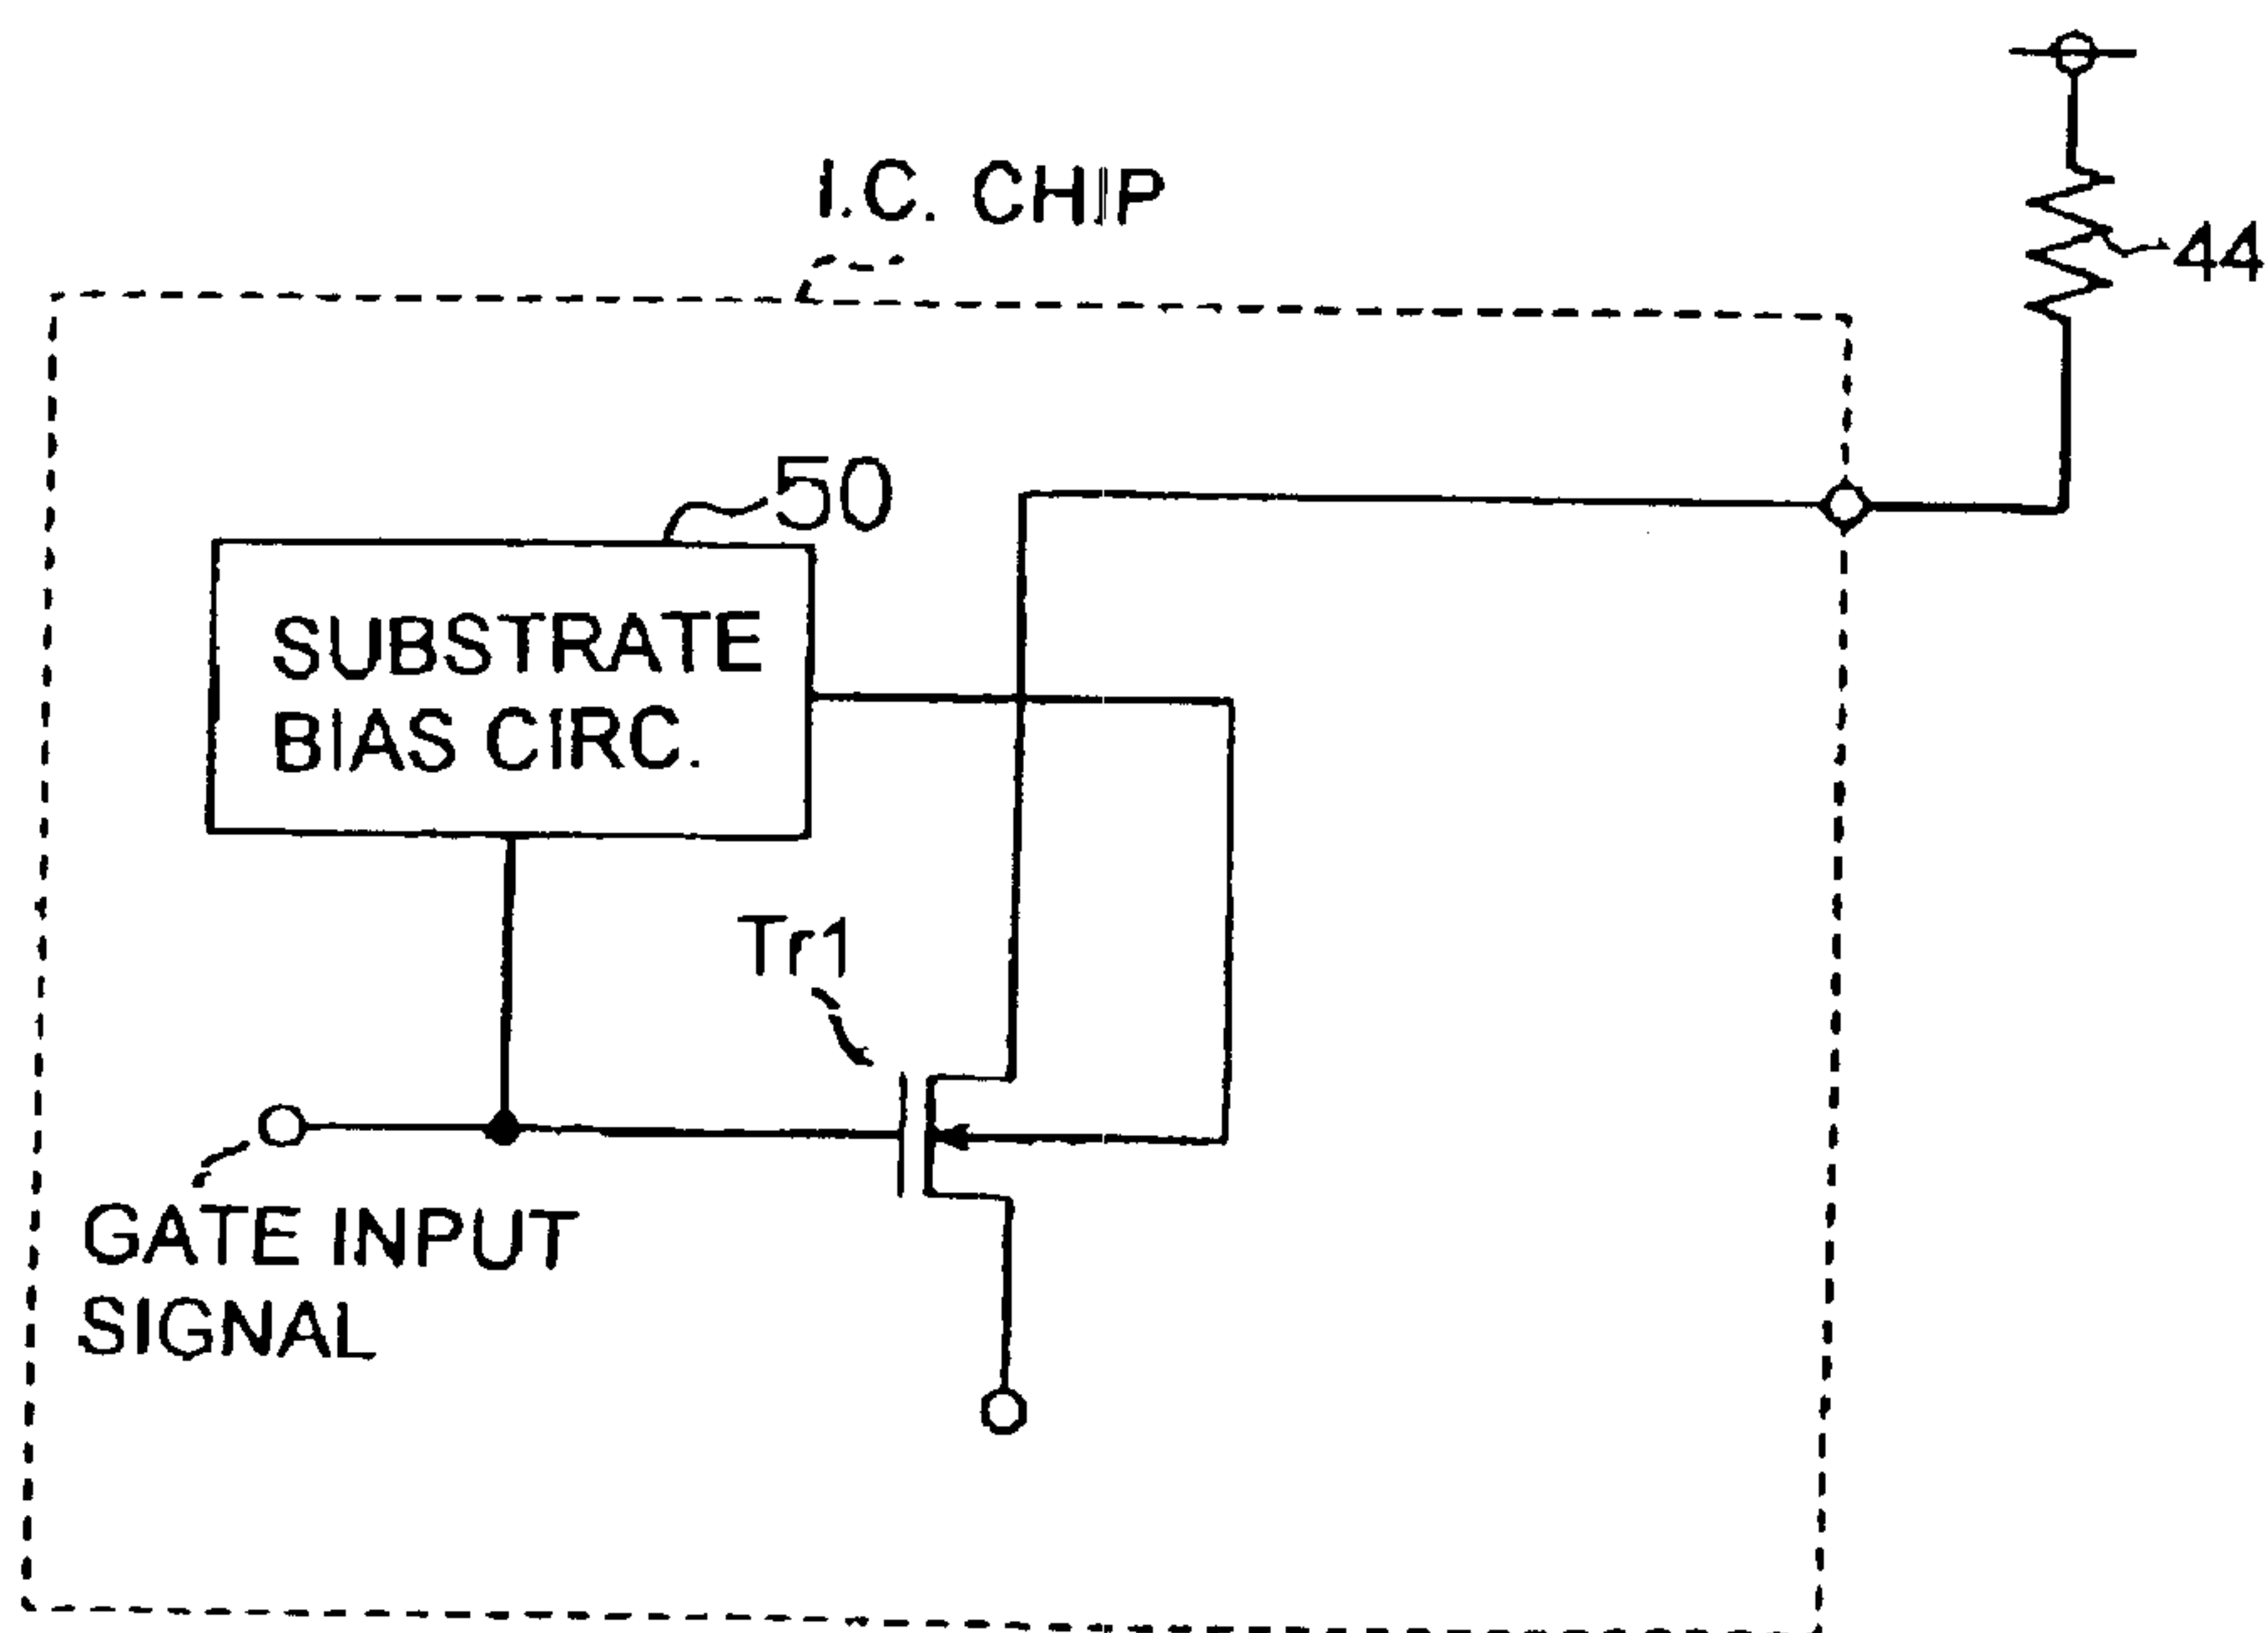 I.C. CHIP
44
50
SUBSTRATE
BIAS CIRC.
Tr1
GATE INPUT
SIGNAL